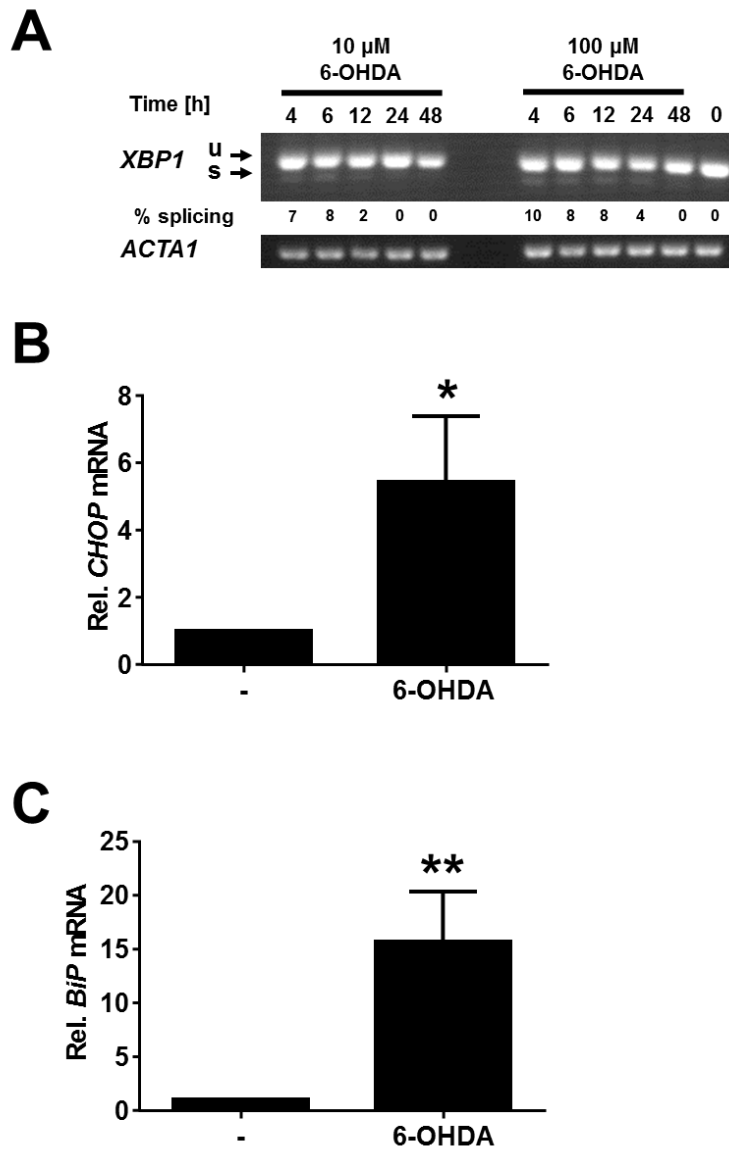 A
10 µM 100 µM
6-OHDA 6-OHDA
Time [h] 4 6 12 24 48 4 6 12 24 48 0
XBP1 u
s
% splicing 7 8 2 0 0 10 8 8 4 0 0
ACTA1
B
Rel. CHOP mRNA
8
6
4
2
0
*
- 6-OHDA
C
Rel. BiP mRNA
25
20
15
10
5
0
**
- 6-OHDA